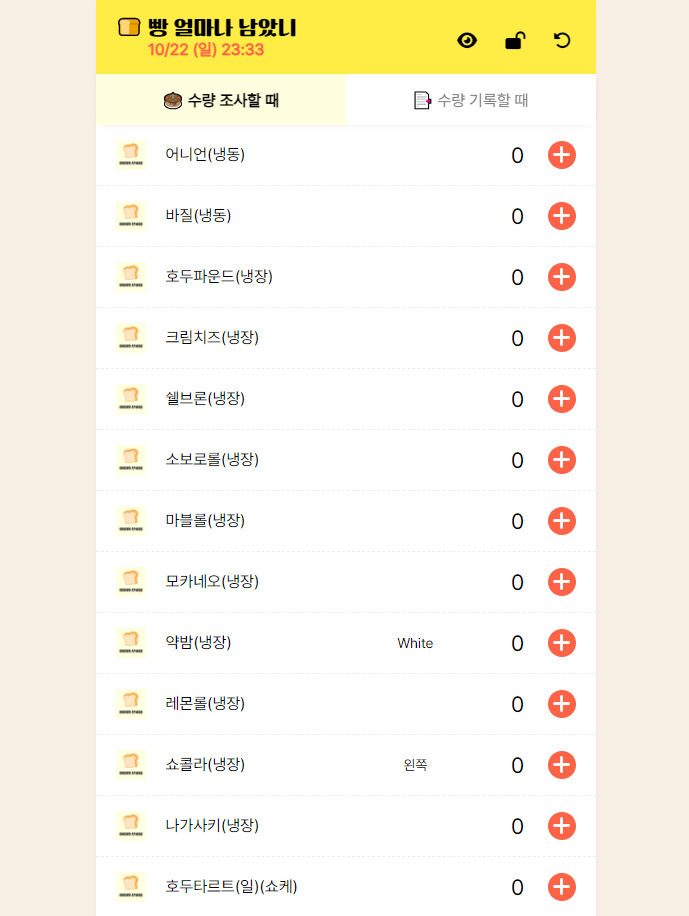 빵 얼마나 남았니
10/22 (일) 23:33
수량 조사할 때
수량 기록할 때
어니언(냉동) 0
바질(냉동) 0
호두파운드(냉장) 0
크림치즈(냉장) 0
쉘브론(냉장) 0
소보로롤(냉장) 0
마블롤(냉장) 0
모카네오(냉장) 0
약밤(냉장) White 0
레몬롤(냉장) 0
쇼콜라(냉장) 왼쪽 0
나가사키(냉장) 0
호두타르트(일)(쇼케) 0